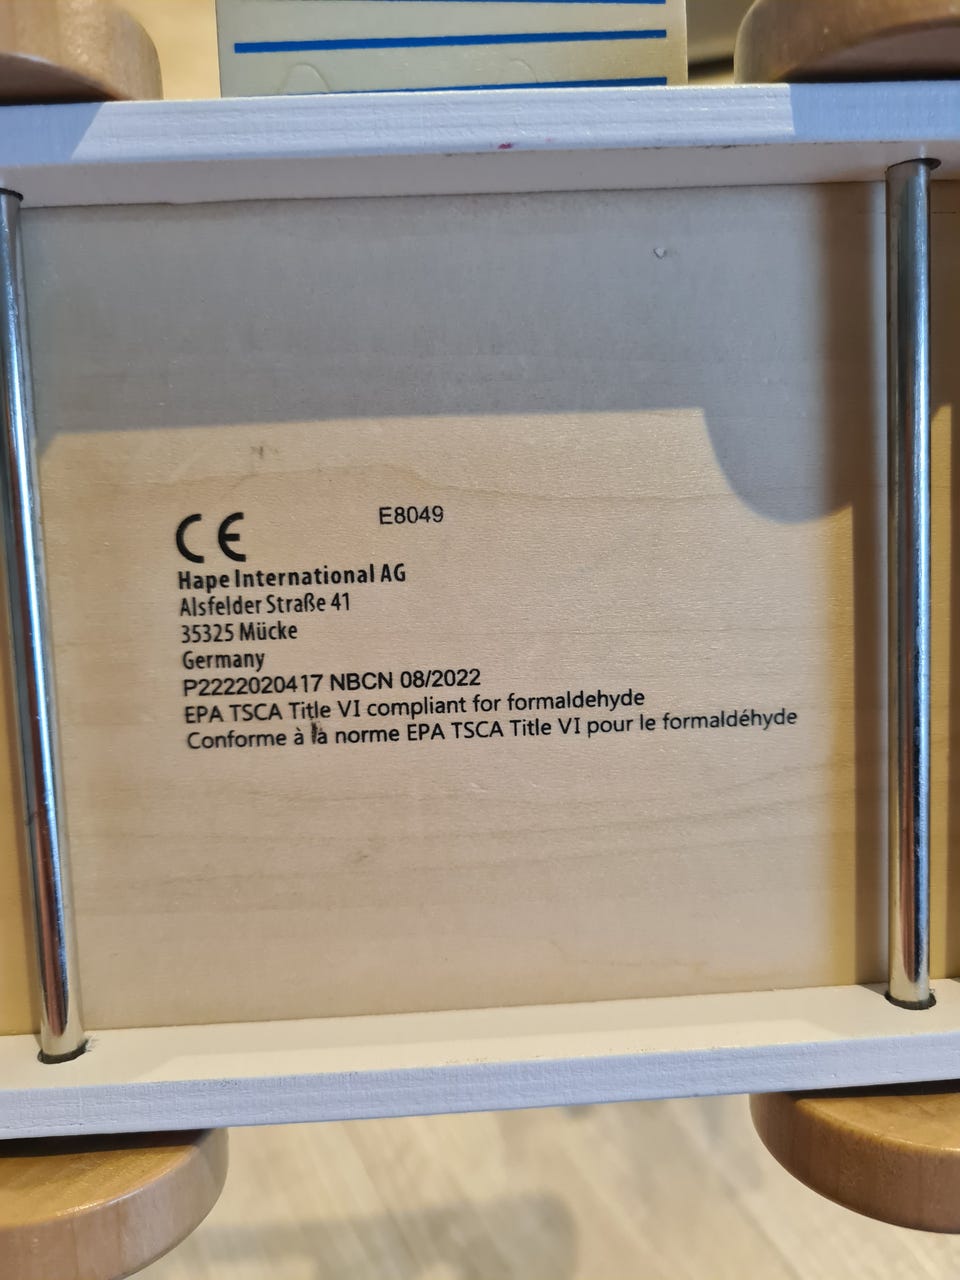 CE E8049
Hape International AG
Alsfelder Straße 41
35325 Mücke
Germany
P2222020417 NBCN 08/2022
EPA TSCA Title VI compliant for formaldehyde
Conforme à la norme EPA TSCA Title VI pour le formaldéhyde